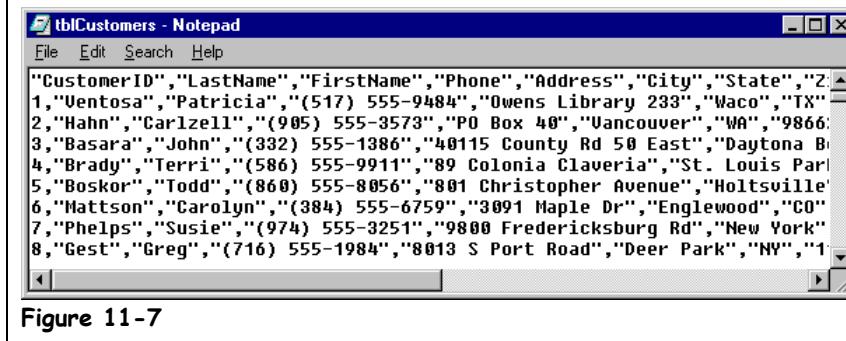 tblCustomers - Notepad
File Edit Search Help
"CustomerID","LastName","FirstName","Phone","Address","City","State","Z
1,"Ventosa","Patricia","(517) 555-9484","Owens Library 233","Waco","TX"
2,"Hahn","Carlzell","(905) 555-3573","PO Box 40","Vancouver","WA","9866
3,"Basara","John","(332) 555-1386","40115 County Rd 50 East","Daytona B
4,"Brady","Terri","(586) 555-9911","89 Colonia Claveria","St. Louis Par
5,"Boskor","Todd","(860) 555-8056","801 Christopher Avenue","Holtsville"
6,"Mattson","Carolyn","(384) 555-6759","3091 Maple Dr","Englewood","CO"
7,"Phelps","Susie","(974) 555-3251","9800 Fredericksburg Rd","New York"
8,"Gest","Greg","(716) 555-1984","8013 S Port Road","Deer Park","NY","1
Figure 11-7